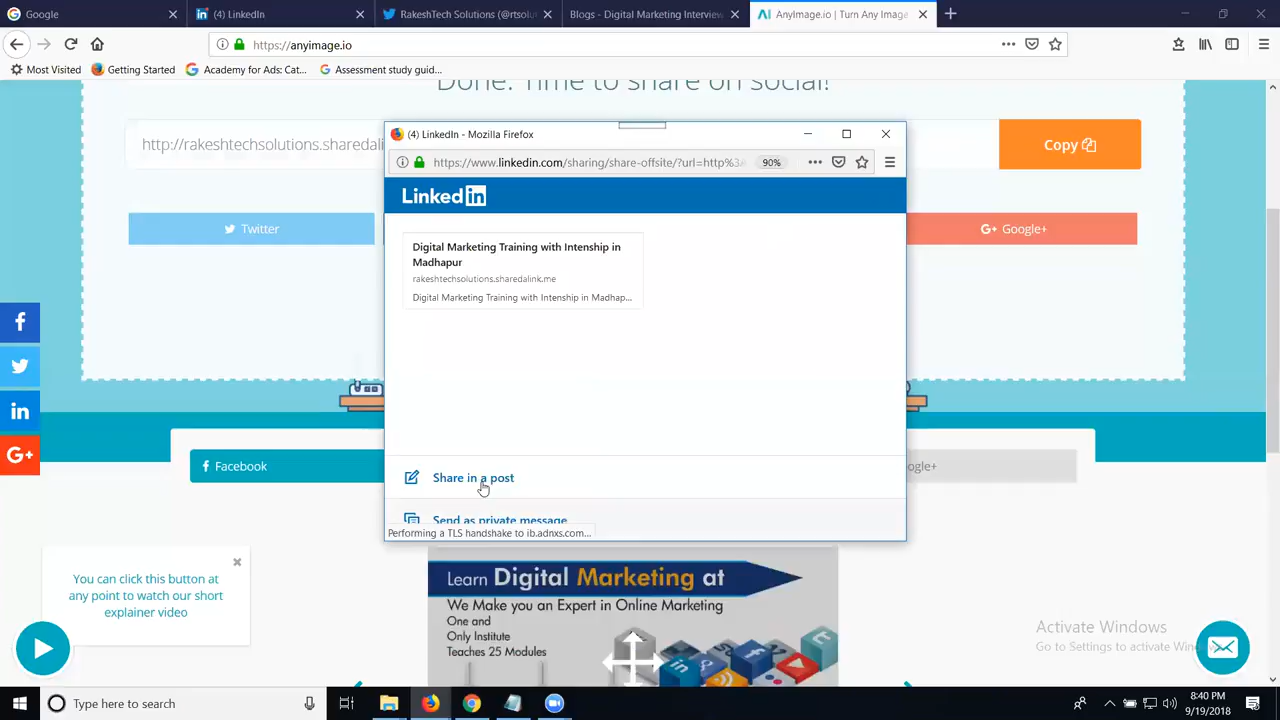 Google
(4) LinkedIn
RakeshTech Solutions (@rtsolu
Blogs - Digital Marketing Interview
AnyImage.io | Turn Any Image
https://anyimage.io
Most Visited
Getting Started
Academy for Ads: Cat...
Assessment study guid...
Done. Time to share on social!
http://rakeshtechsolutions.sharedali
Copy
Twitter
G+ Google+
(4) LinkedIn - Mozilla Firefox
https://www.linkedin.com/sharing/share-offsite/?url=http%3
90%
Linked in
Digital Marketing Training with Intenship in
Madhapur
rakeshtechsolutions.sharedalink.me
Digital Marketing Training with Intenship in Madhap...
Share in a post
Send as private message
Performing a TLS handshake to ib.adnxs.com...
Facebook
ogle+
You can click this button at
any point to watch our short
explainer video
Learn Digital Marketing at
We Make you an Expert in Online Marketing
One and
Only Institute
Teaches 25 Modules
Activate Windows
Go to Settings to activate Win
Type here to search
8:40 PM
9/19/2018